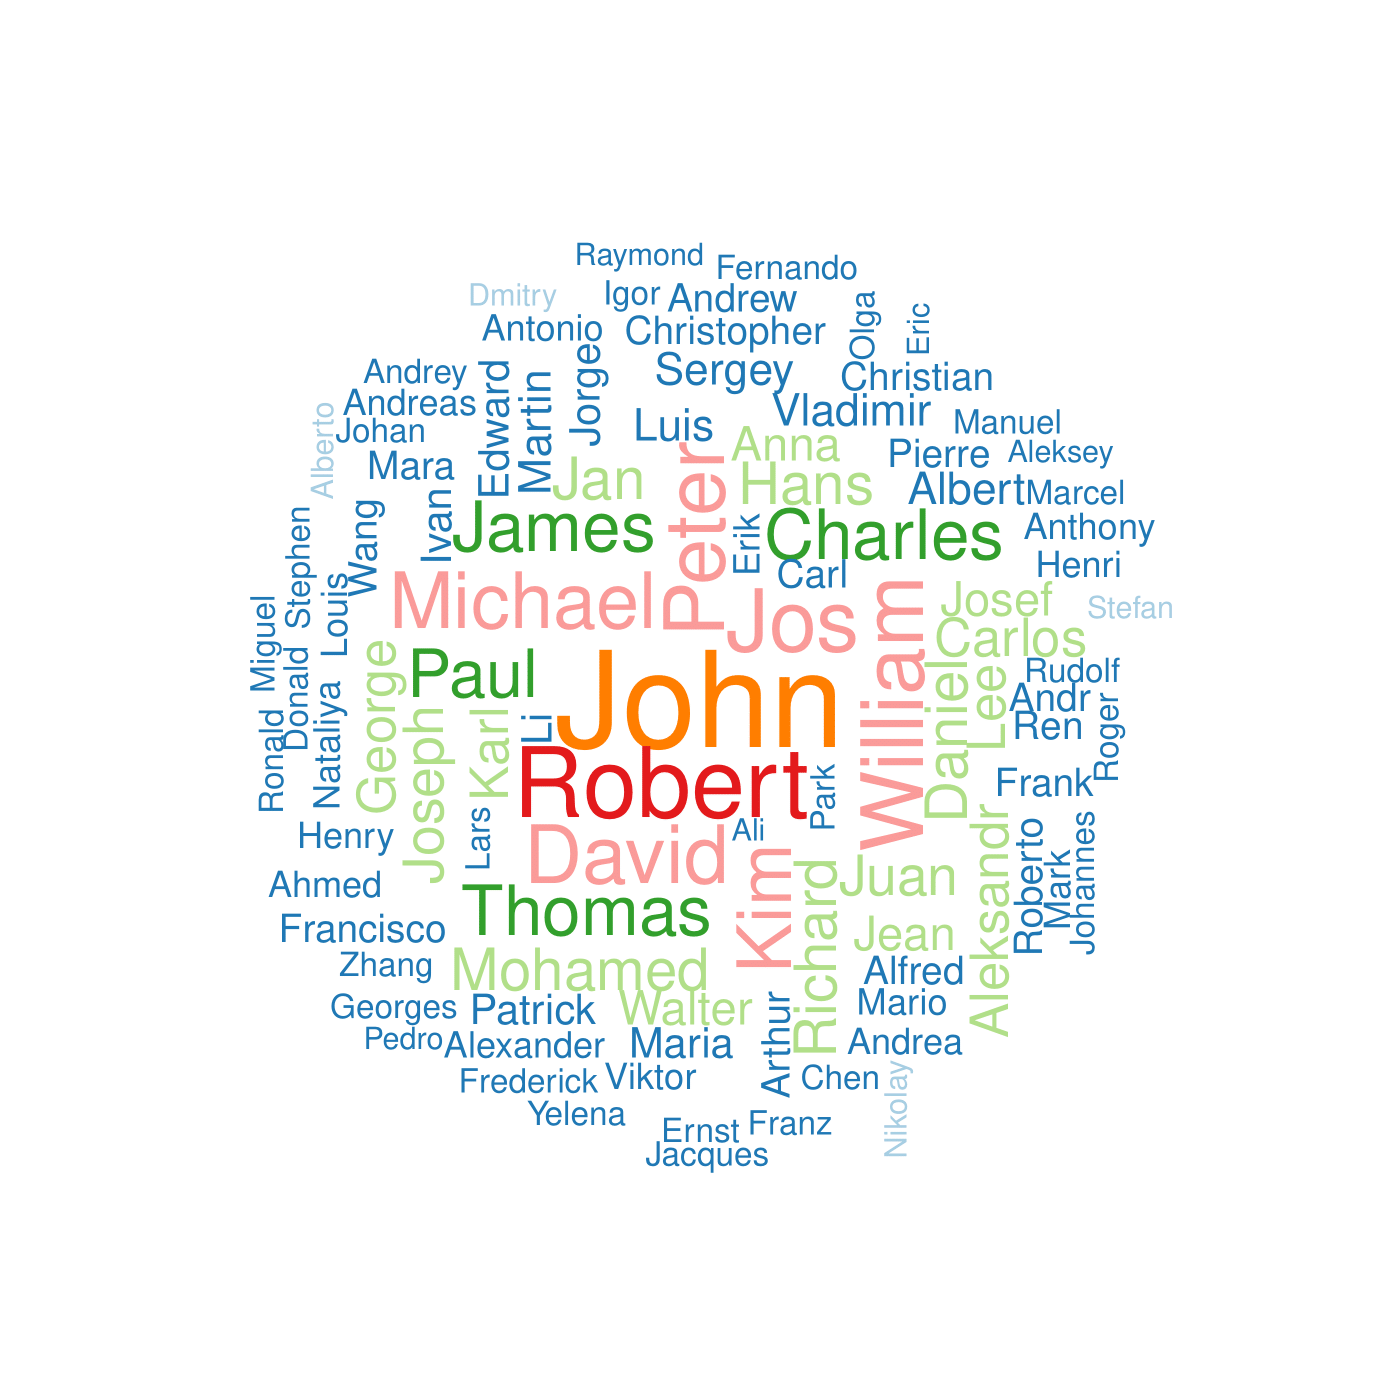 Raymond
Fernando
Dmitry
Igor
Andrew
Olga
Eric
Antonio
Christopher
Jorge
Sergey
Andrey
Edward
Martin
Christian
Andreas
Alberto
Johan
Luis
Vladimir
Manuel
Mara
Jan
Peter
Anna
Pierre
Aleksey
Hans
Albert
Marcel
Stephen
Wang
Ivan
James
Erik
Charles
Anthony
Carl
Henri
Miguel
Louis
Michael
Jos
William
Josef
Stefan
Carlos
George
Paul
John
Daniel
Lee
Rudolf
Donald
Nataliya
Andr
Ronald
Joseph
Karl
Li
Ren
Roger
Robert
Park
Frank
Henry
Lars
Ali
Roberto
Mark
Johannes
David
Kim
Richard
Juan
Aleksandr
Ahmed
Thomas
Francisco
Jean
Zhang
Mohamed
Alfred
Georges
Patrick
Walter
Arthur
Mario
Pedro
Alexander
Maria
Andrea
Frederick
Viktor
Chen
Nikolay
Yelena
Ernst
Franz
Jacques